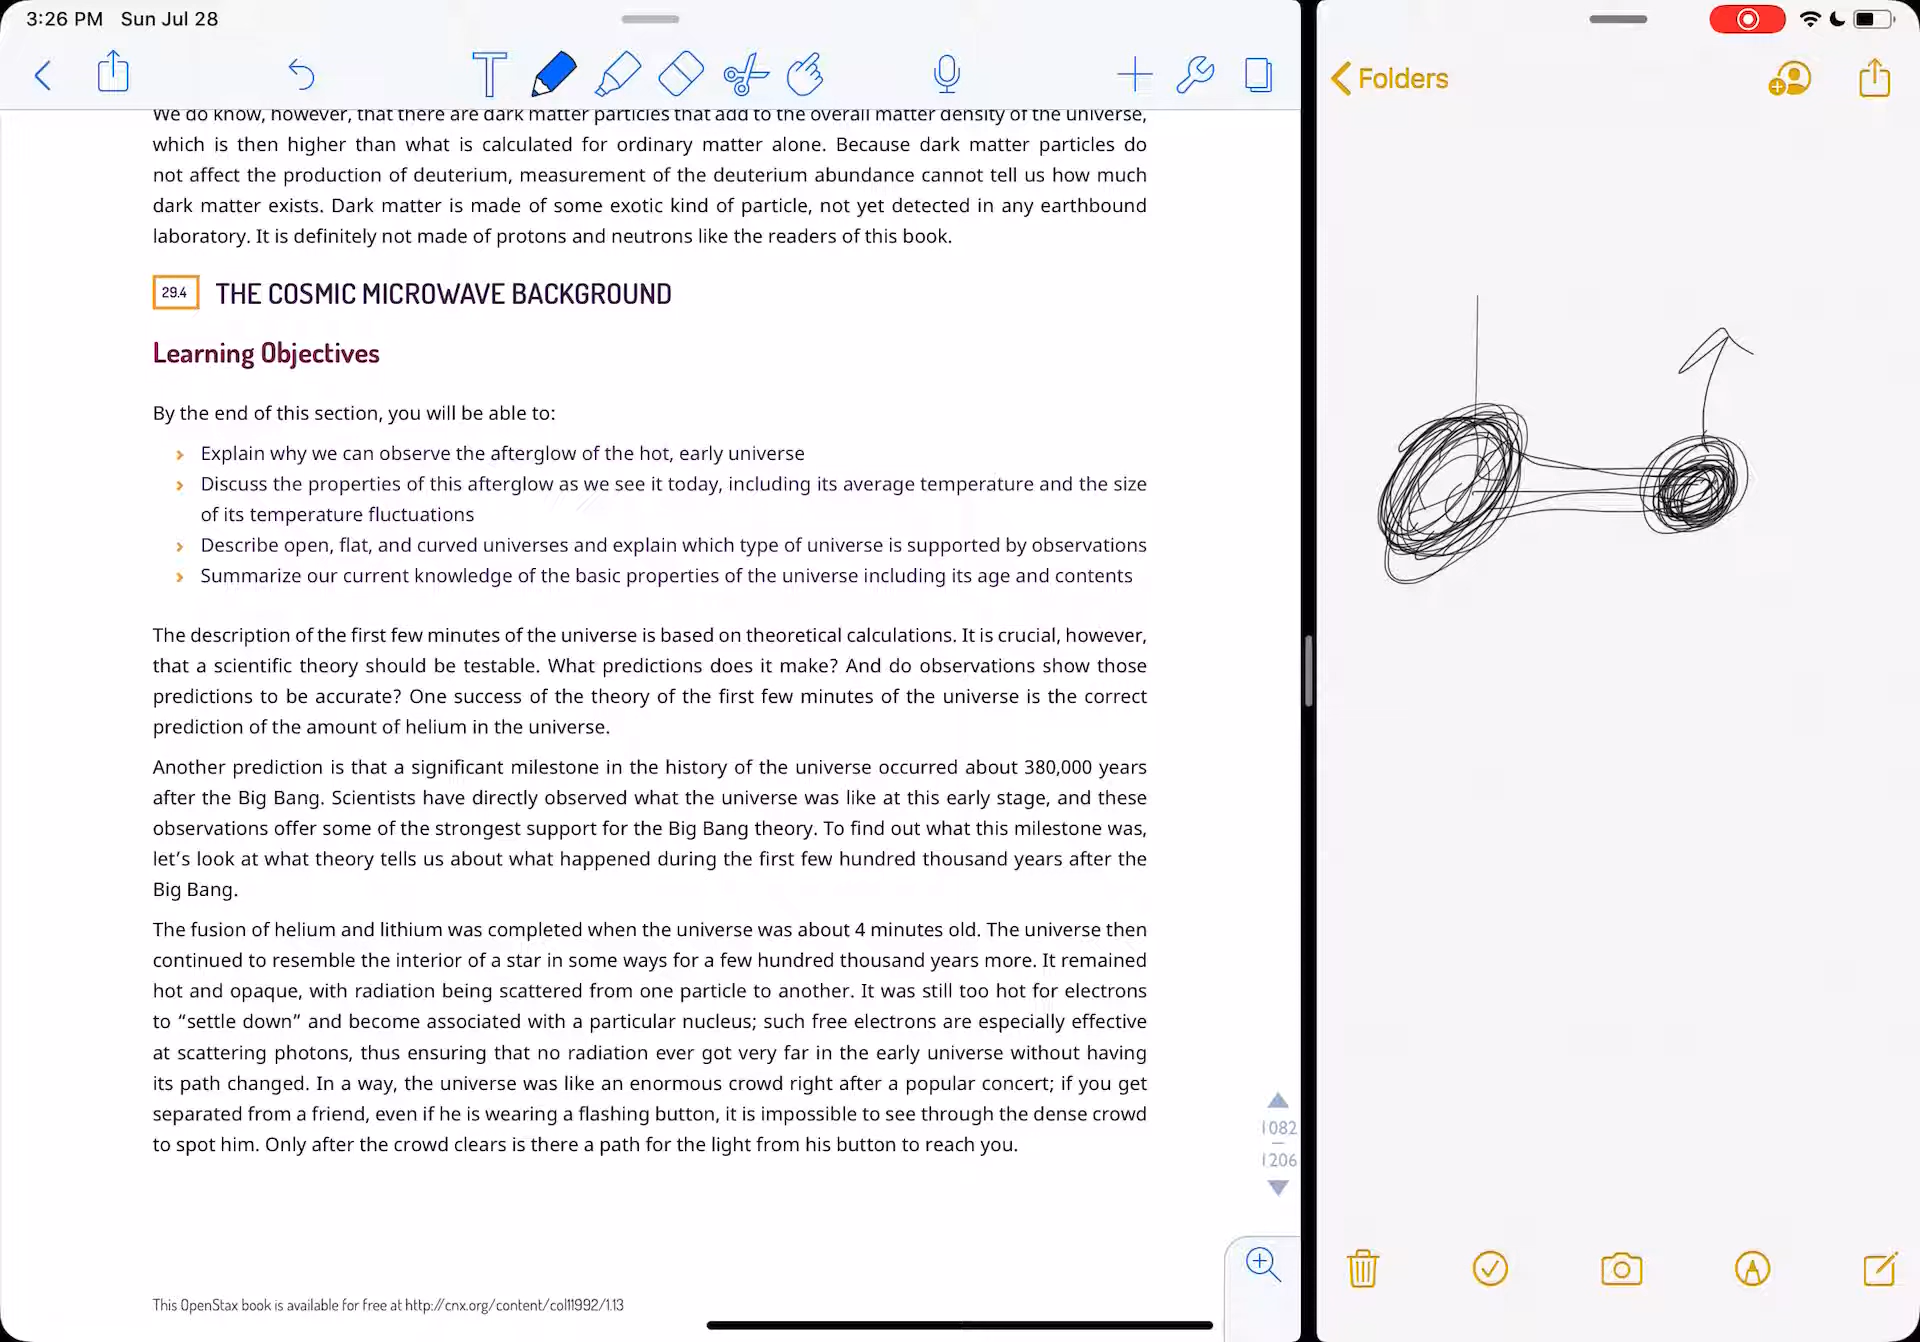 3:26 PM Sun Jul 28
Folders
We do know, however, that there are dark matter particles that add to the overall matter density of the universe,
which is then higher than what is calculated for ordinary matter alone. Because dark matter particles do
not affect the production of deuterium, measurement of the deuterium abundance cannot tell us how much
dark matter exists. Dark matter is made of some exotic kind of particle, not yet detected in any earthbound
laboratory. It is definitely not made of protons and neutrons like the readers of this book.
29.4 THE COSMIC MICROWAVE BACKGROUND
Learning Objectives
By the end of this section, you will be able to:
Explain why we can observe the afterglow of the hot, early universe
Discuss the properties of this afterglow as we see it today, including its average temperature and the size
of its temperature fluctuations
Describe open, flat, and curved universes and explain which type of universe is supported by observations
Summarize our current knowledge of the basic properties of the universe including its age and contents
The description of the first few minutes of the universe is based on theoretical calculations. It is crucial, however,
that a scientific theory should be testable. What predictions does it make? And do observations show those
predictions to be accurate? One success of the theory of the first few minutes of the universe is the correct
prediction of the amount of helium in the universe.
Another prediction is that a significant milestone in the history of the universe occurred about 380,000 years
after the Big Bang. Scientists have directly observed what the universe was like at this early stage, and these
observations offer some of the strongest support for the Big Bang theory. To find out what this milestone was,
let's look at what theory tells us about what happened during the first few hundred thousand years after the
Big Bang.
The fusion of helium and lithium was completed when the universe was about 4 minutes old. The universe then
continued to resemble the interior of a star in some ways for a few hundred thousand years more. It remained
hot and opaque, with radiation being scattered from one particle to another. It was still too hot for electrons
to “settle down” and become associated with a particular nucleus; such free electrons are especially effective
at scattering photons, thus ensuring that no radiation ever got very far in the early universe without having
its path changed. In a way, the universe was like an enormous crowd right after a popular concert; if you get
separated from a friend, even if he is wearing a flashing button, it is impossible to see through the dense crowd
to spot him. Only after the crowd clears is there a path for the light from his button to reach you.
1082
1206
This OpenStax book is available for free at http://cnx.org/content/col11992/1.13